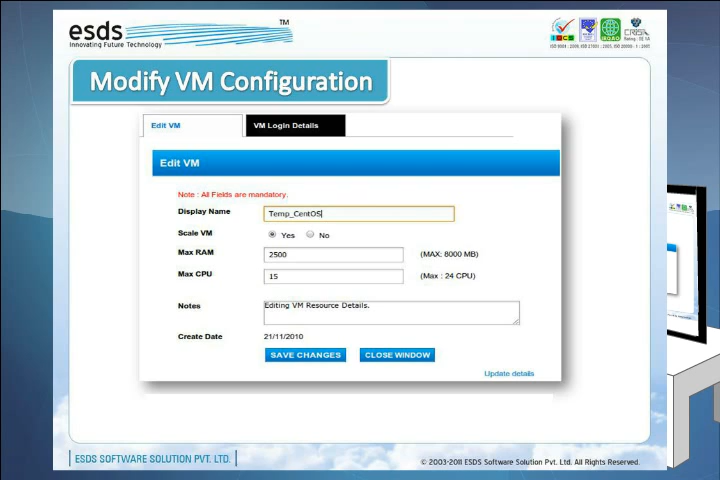 esds TM
Innovating Future Technology
Modify VM Configuration
Edit VM
VM Login Details
Edit VM
Note : All Fields are mandatory.
Display Name Temp_CentOS
Scale VM Yes No
Max RAM 2500 (MAX: 8000 MB)
Max CPU 15 (Max : 24 CPU)
Notes Editing VM Resource Details.
Create Date 21/11/2010
SAVE CHANGES CLOSE WINDOW
Update details
ESDS SOFTWARE SOLUTION PVT. LTD.
© 2003-2011 ESDS Software Solution Pvt. Ltd. All Rights Reserved.